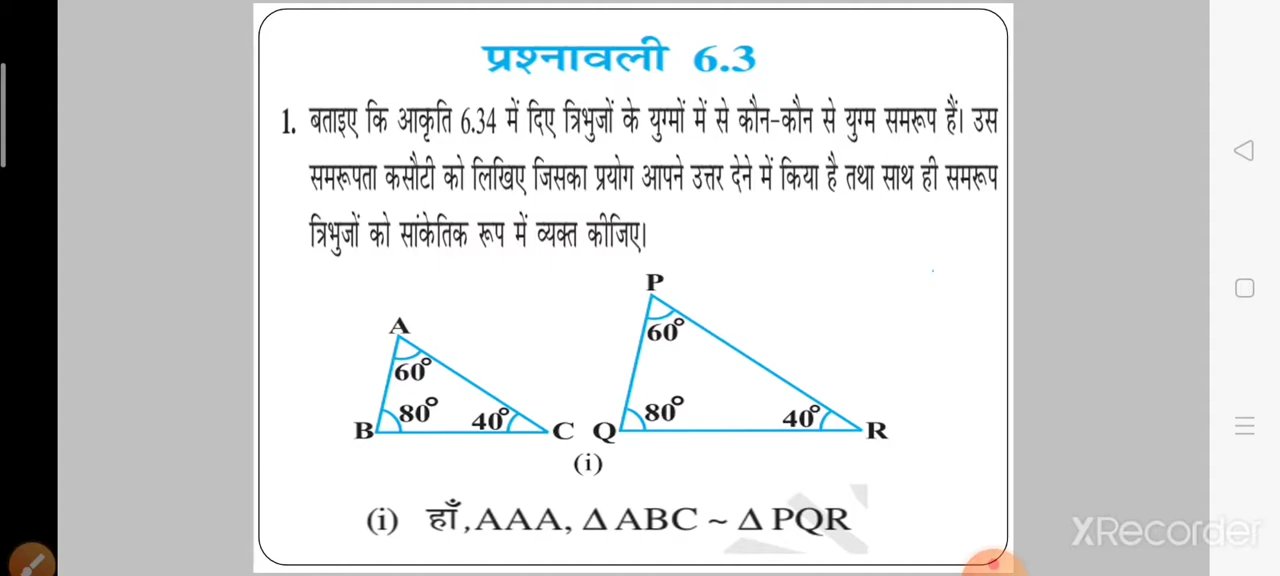 प्रश्नावली 6.3
1. बताइए कि आकृति 6.34 में दिए त्रिभुजों के युग्मों में से कौन-कौन से युग्म समरूप हैं। उस
समरूपता कसौटी को लिखिए जिसका प्रयोग आपने उत्तर देने में किया है तथा साथ ही समरूप
त्रिभुजों को सांकेतिक रूप में व्यक्त कीजिए।
P
60°
A
60°
80° 40°
B C
80° 40°
Q R
(i)
(i) हाँ, AAA, Δ ABC ~ Δ PQR
XRecorder